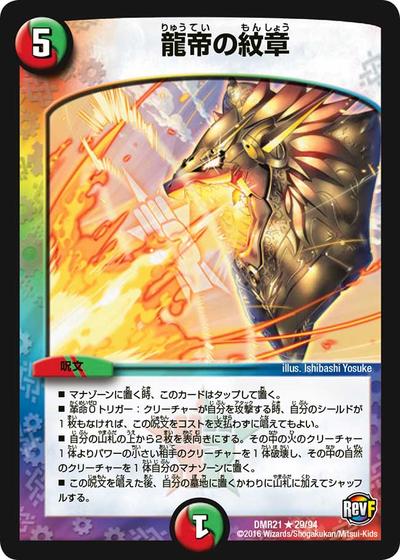 りゅうてい もんしょう
5
龍帝の紋章
呪文
illus. Ishibashi Yosuke
■ マナゾーンに置く時、このカードはタップして置く。
■ 革命0トリガー:クリーチャーが自分を攻撃する時、自分のシールドが
1枚もなければ、この呪文をコストを支払わずに唱えてもよい。
■ 自分の山札の上から2枚を表向きにする。その中の火のクリーチャー
1体よりパワーの小さい相手のクリーチャーを1体破壊し、その中の自然
のクリーチャーを1体自分のマナゾーンに置く。
■ この呪文を唱えた後、自分の墓地に置くかわりに山札に加えてシャッフ
ルする。
RevF
1
DMR21 ★ 29/94
©2016 Wizards/Shogakukan/Mitsui-Kids